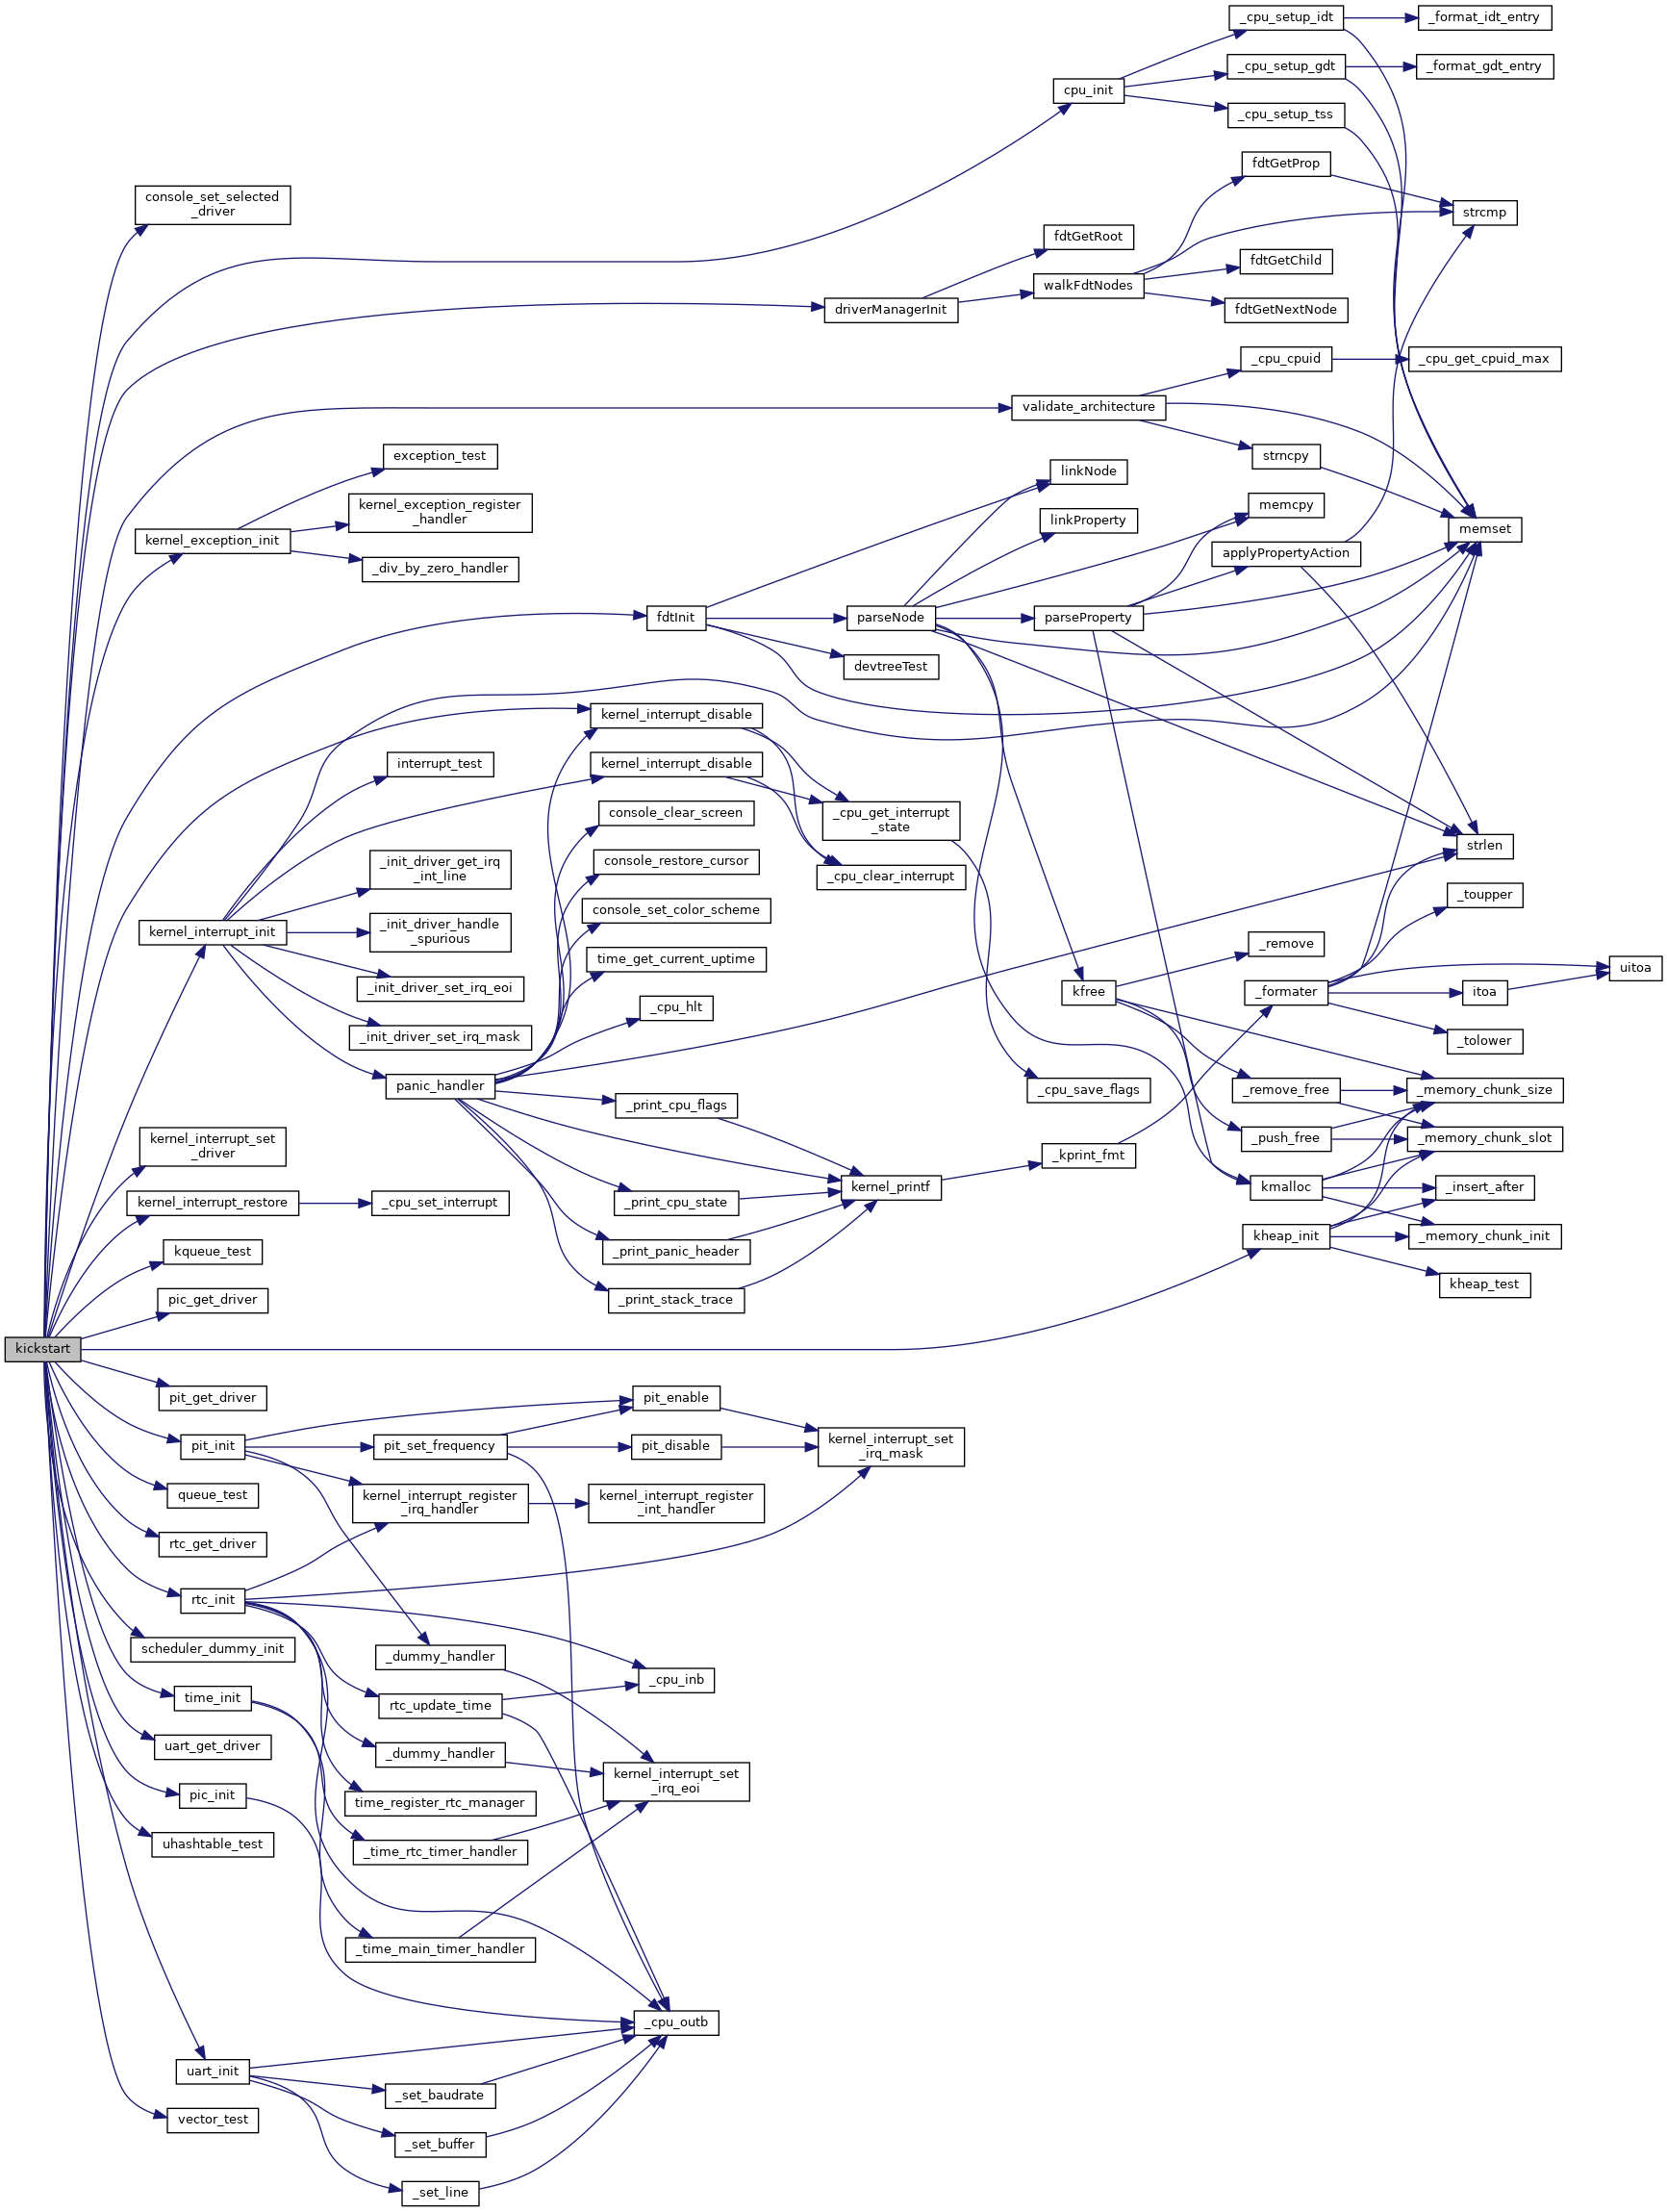 _cpu_setup_idt
_format_idt_entry
_cpu_setup_gdt
_format_gdt_entry
cpu_init
_cpu_setup_tss
fdtGetProp
console_set_selected
_driver
strcmp
fdtGetRoot
fdtGetChild
walkFdtNodes
driverManagerInit
fdtGetNextNode
_cpu_cpuid
_cpu_get_cpuid_max
validate_architecture
exception_test
strncpy
linkNode
kernel_exception_register
_handler
memcpy
linkProperty
memset
kernel_exception_init
applyPropertyAction
_div_by_zero_handler
fdtInit
parseNode
parseProperty
devtreeTest
kernel_interrupt_disable
interrupt_test
kernel_interrupt_disable
console_clear_screen
_cpu_get_interrupt
_state
strlen
console_restore_cursor
_init_driver_get_irq
_int_line
_cpu_clear_interrupt
_toupper
console_set_color_scheme
kernel_interrupt_init
_init_driver_handle
_spurious
_remove
time_get_current_uptime
uitoa
_init_driver_set_irq_eoi
kfree
_formater
itoa
_cpu_hlt
_init_driver_set_irq_mask
_tolower
panic_handler
_cpu_save_flags
_remove_free
_memory_chunk_size
_print_cpu_flags
kernel_interrupt_set
_driver
_push_free
_memory_chunk_slot
_kprint_fmt
kernel_printf
kmalloc
_insert_after
kernel_interrupt_restore
_cpu_set_interrupt
_print_cpu_state
kheap_init
_memory_chunk_init
kqueue_test
_print_panic_header
kheap_test
pic_get_driver
_print_stack_trace
kickstart
pit_get_driver
pit_enable
pit_init
pit_set_frequency
pit_disable
kernel_interrupt_set
_irq_mask
queue_test
kernel_interrupt_register
_irq_handler
kernel_interrupt_register
_int_handler
rtc_get_driver
rtc_init
scheduler_dummy_init
_dummy_handler
_cpu_inb
time_init
rtc_update_time
uart_get_driver
_dummy_handler
kernel_interrupt_set
_irq_eoi
pic_init
time_register_rtc_manager
uhashtable_test
_time_rtc_timer_handler
_time_main_timer_handler
_cpu_outb
uart_init
_set_baudrate
vector_test
_set_buffer
_set_line